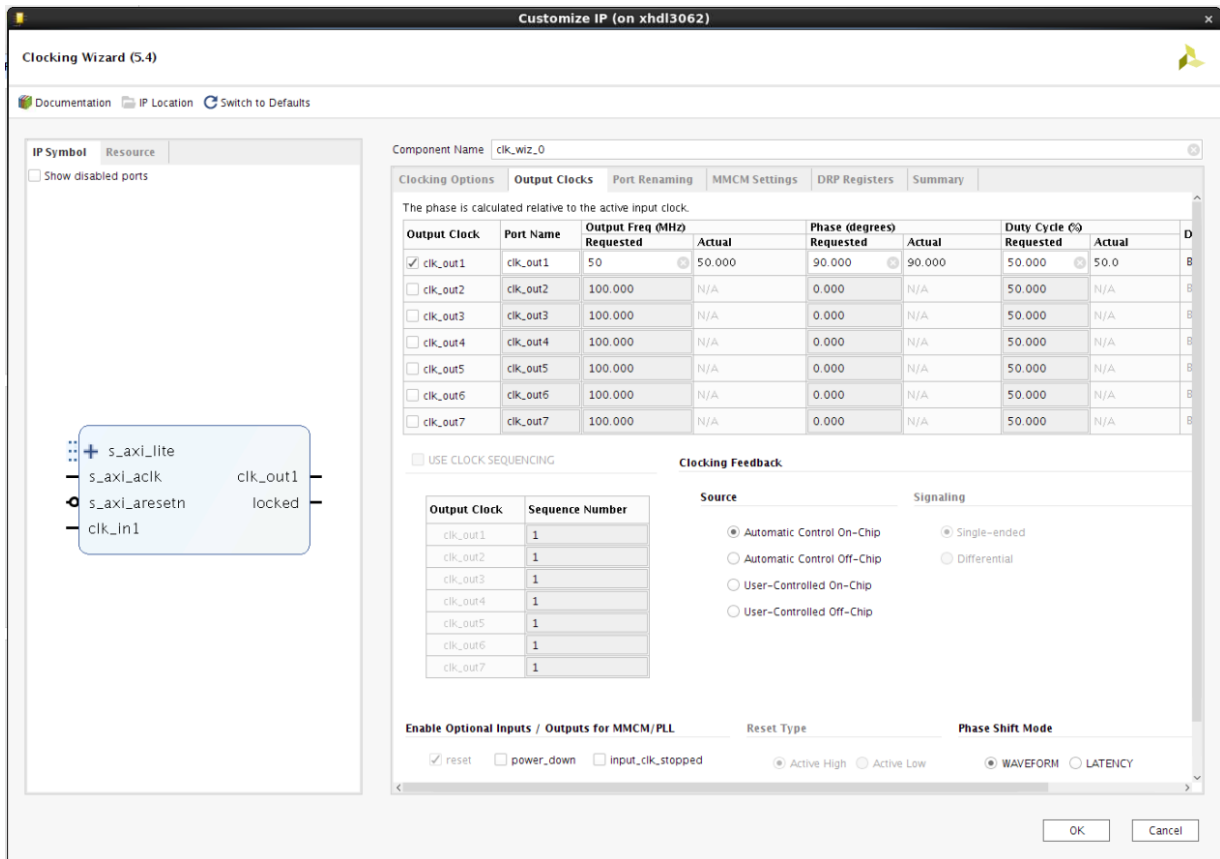 Customize IP (on xhdl3062)
Clocking Wizard (5.4)
Documentation IP Location Switch to Defaults
IP Symbol Resource
Show disabled ports
s_axi_lite
s_axi_aclk clk_out1
s_axi_aresetn locked
clk_in1
Component Name clk_wiz_0
Clocking Options Output Clocks Port Renaming MMCM Settings DRP Registers Summary
The phase is calculated relative to the active input clock.
Output Clock Port Name Output Freq (MHz) Phase (degrees) Duty Cycle (%) D
Requested Actual Requested Actual Requested Actual
clk_out1 clk_out1 50 50.000 90.000 90.000 50.000 50.0 B
clk_out2 clk_out2 100.000 N/A 0.000 N/A 50.000 N/A B
clk_out3 clk_out3 100.000 N/A 0.000 N/A 50.000 N/A B
clk_out4 clk_out4 100.000 N/A 0.000 N/A 50.000 N/A B
clk_out5 clk_out5 100.000 N/A 0.000 N/A 50.000 N/A B
clk_out6 clk_out6 100.000 N/A 0.000 N/A 50.000 N/A B
clk_out7 clk_out7 100.000 N/A 0.000 N/A 50.000 N/A B
USE CLOCK SEQUENCING
Output Clock Sequence Number
clk_out1 1
clk_out2 1
clk_out3 1
clk_out4 1
clk_out5 1
clk_out6 1
clk_out7 1
Clocking Feedback
Source Signaling
Automatic Control On-Chip Single-ended
Automatic Control Off-Chip Differential
User-Controlled On-Chip
User-Controlled Off-Chip
Enable Optional Inputs / Outputs for MMCM/PLL Reset Type Phase Shift Mode
reset power_down input_clk_stopped Active High Active Low WAVEFORM LATENCY
OK Cancel